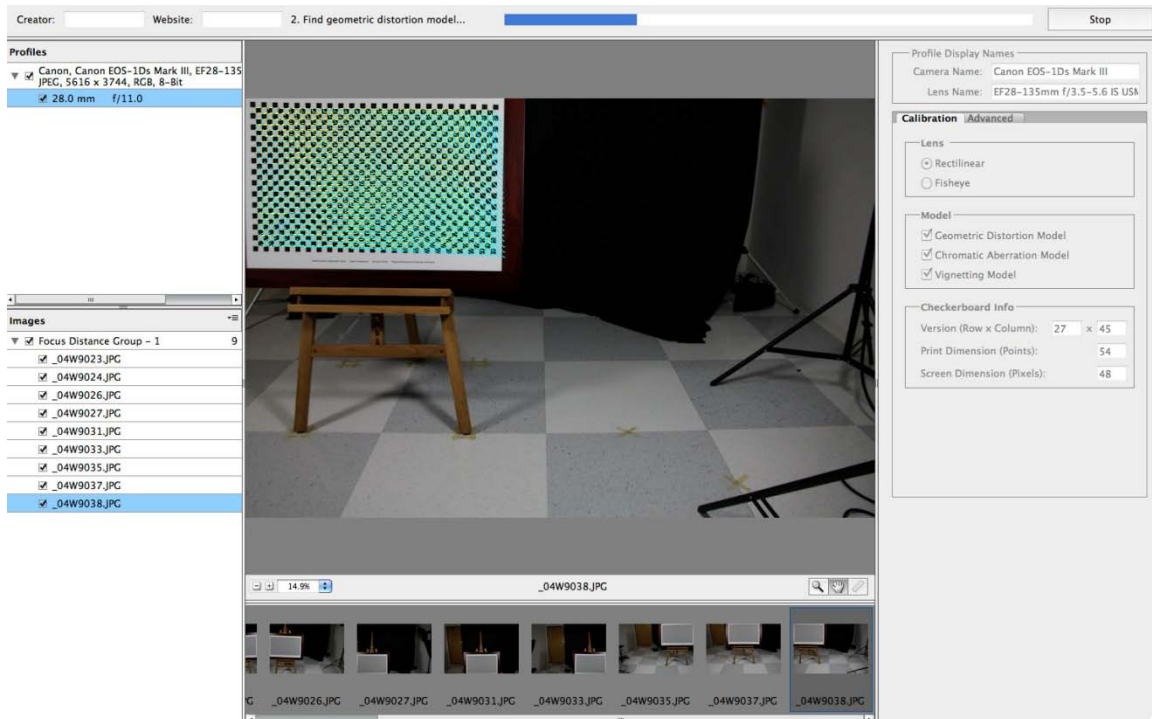 Creator:
Website:
2. Find geometric distortion model...
Stop
Profiles
Canon, Canon EOS-1Ds Mark III, EF28-135
JPEG, 5616 x 3744, RGB, 8-Bit
28.0 mm f/11.0
Images
Focus Distance Group - 1 9
_04W9023.JPG
_04W9024.JPG
_04W9026.JPG
_04W9027.JPG
_04W9031.JPG
_04W9033.JPG
_04W9035.JPG
_04W9037.JPG
_04W9038.JPG
14.9%
_04W9038.JPG
_04W9026.JPG
_04W9027.JPG
_04W9031.JPG
_04W9033.JPG
_04W9035.JPG
_04W9037.JPG
_04W9038.JPG
Profile Display Names
Camera Name: Canon EOS-1Ds Mark III
Lens Name: EF28-135mm f/3.5-5.6 IS USM
Calibration Advanced
Lens
Rectilinear
Fisheye
Model
Geometric Distortion Model
Chromatic Aberration Model
Vignetting Model
Checkerboard Info
Version (Row x Column): 27 x 45
Print Dimension (Points): 54
Screen Dimension (Pixels): 48